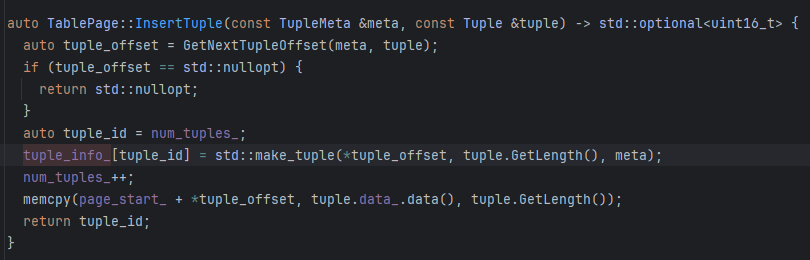 auto TablePage::InsertTuple(const TupleMeta &meta, const Tuple &tuple) -> std::optional<uint16_t> {
  auto tuple_offset = GetNextTupleOffset(meta, tuple);
  if (tuple_offset == std::nullopt) {
    return std::nullopt;
  }
  auto tuple_id = num_tuples_;
  tuple_info_[tuple_id] = std::make_tuple(*tuple_offset, tuple.GetLength(), meta);
  num_tuples_++;
  memcpy(page_start_ + *tuple_offset, tuple.data_.data(), tuple.GetLength());
  return tuple_id;
}